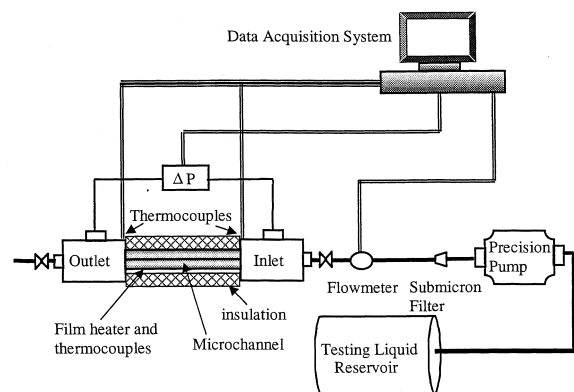 Data Acquisition System
Δ P
Thermocouples
Outlet
Inlet
Precision
Pump
Flowmeter
Submicron
Filter
insulation
Film heater and
thermocouples
Microchannel
Testing Liquid
Reservoir